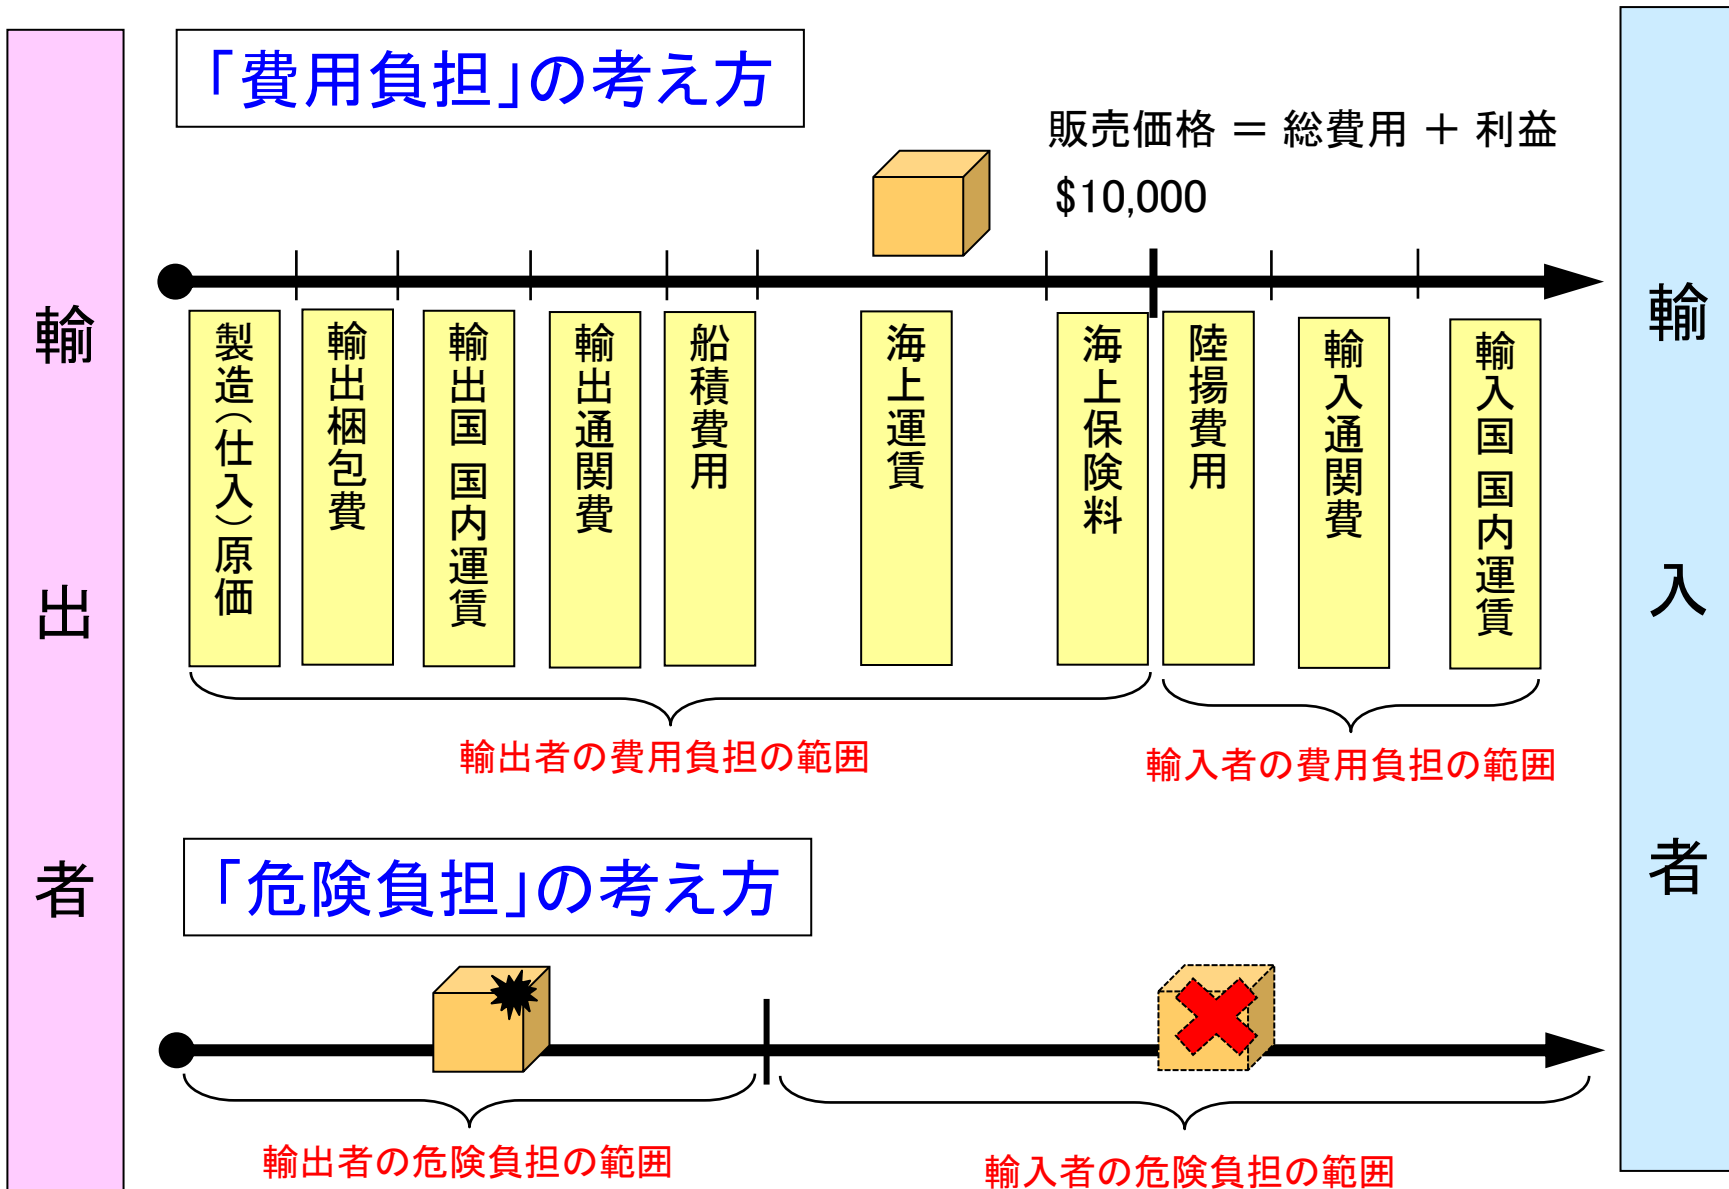 輸出者
「費用負担」の考え方
販売価格 = 総費用 + 利益
$10,000
製造(仕入)原価
輸出梱包費
輸出国 国内運賃
輸出通関費
船積費用
海上運賃
海上保険料
陸揚費用
輸入通関費
輸入国 国内運賃
輸出者の費用負担の範囲
輸入者の費用負担の範囲
「危険負担」の考え方
輸出者の危険負担の範囲
輸入者の危険負担の範囲
輸入者